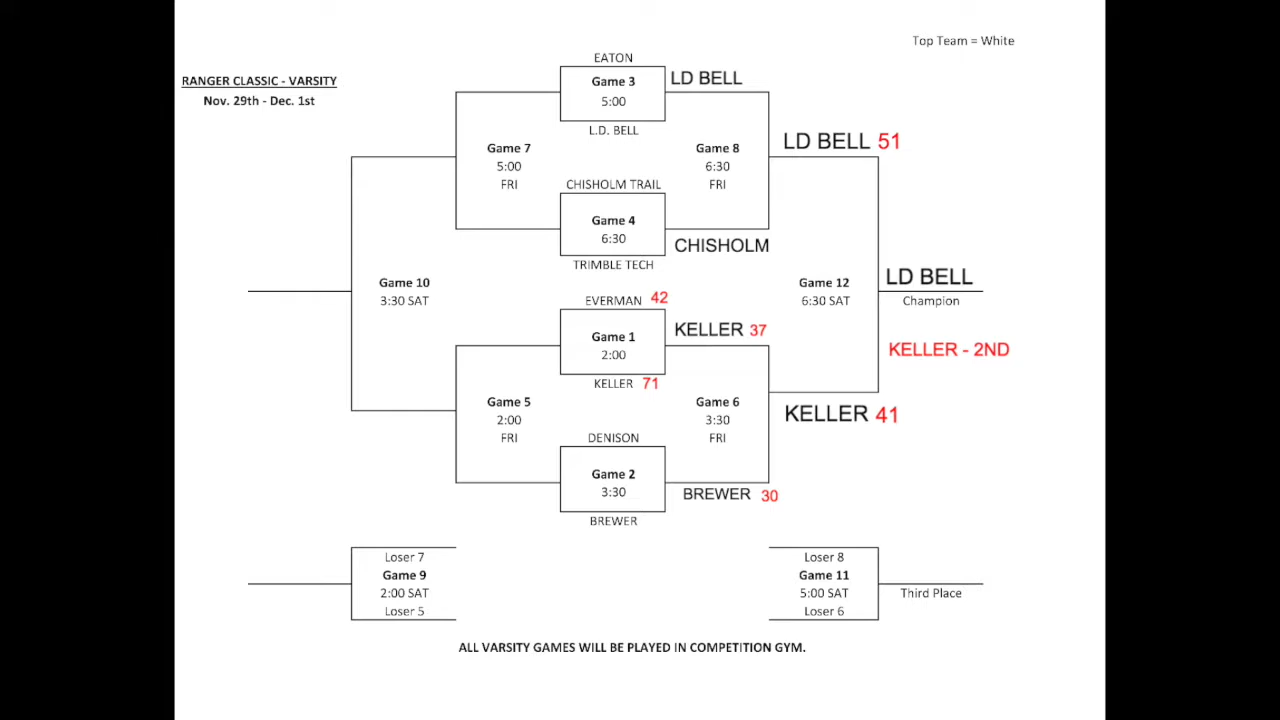 Top Team = White
RANGER CLASSIC - VARSITY
Nov. 29th - Dec. 1st
EATON
Game 3
5:00
L.D. BELL
LD BELL
Game 7
5:00
FRI
Game 8
6:30
FRI
LD BELL 51
CHISHOLM TRAIL
Game 4
6:30
TRIMBLE TECH
CHISHOLM
Game 10
3:30 SAT
Game 12
6:30 SAT
LD BELL
Champion
EVERMAN 42
Game 1
2:00
KELLER 71
KELLER 37
KELLER - 2ND
Game 5
2:00
FRI
Game 6
3:30
FRI
KELLER 41
DENISON
Game 2
3:30
BREWER
BREWER 30
Loser 7
Game 9
2:00 SAT
Loser 5
Loser 8
Game 11
5:00 SAT
Loser 6
Third Place
ALL VARSITY GAMES WILL BE PLAYED IN COMPETITION GYM.